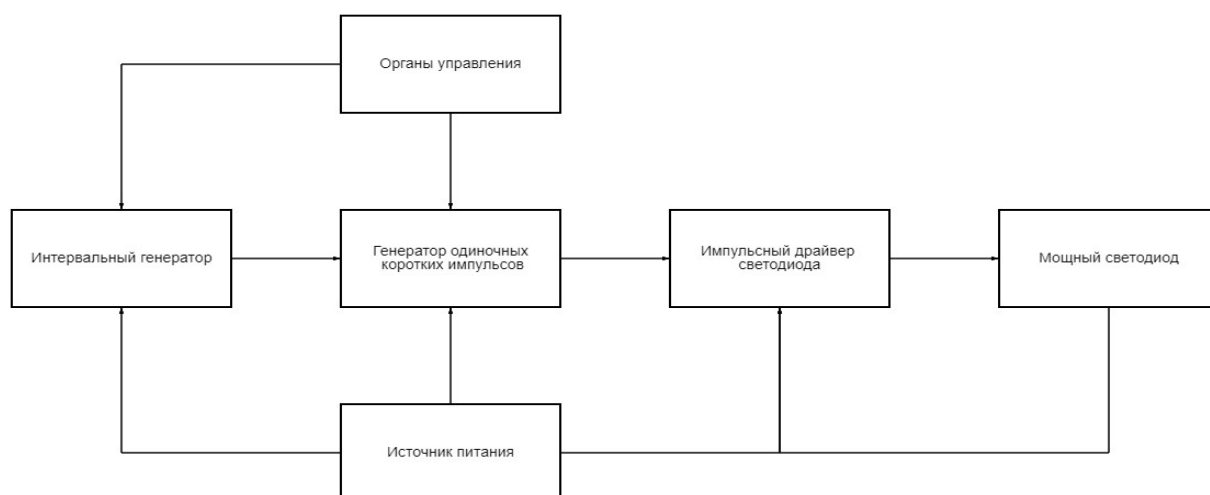 Органы управления
Интервальный генератор
Генератор одиночных
коротких импульсов
Импульсный драйвер
светодиода
Мощный светодиод
Источник питания